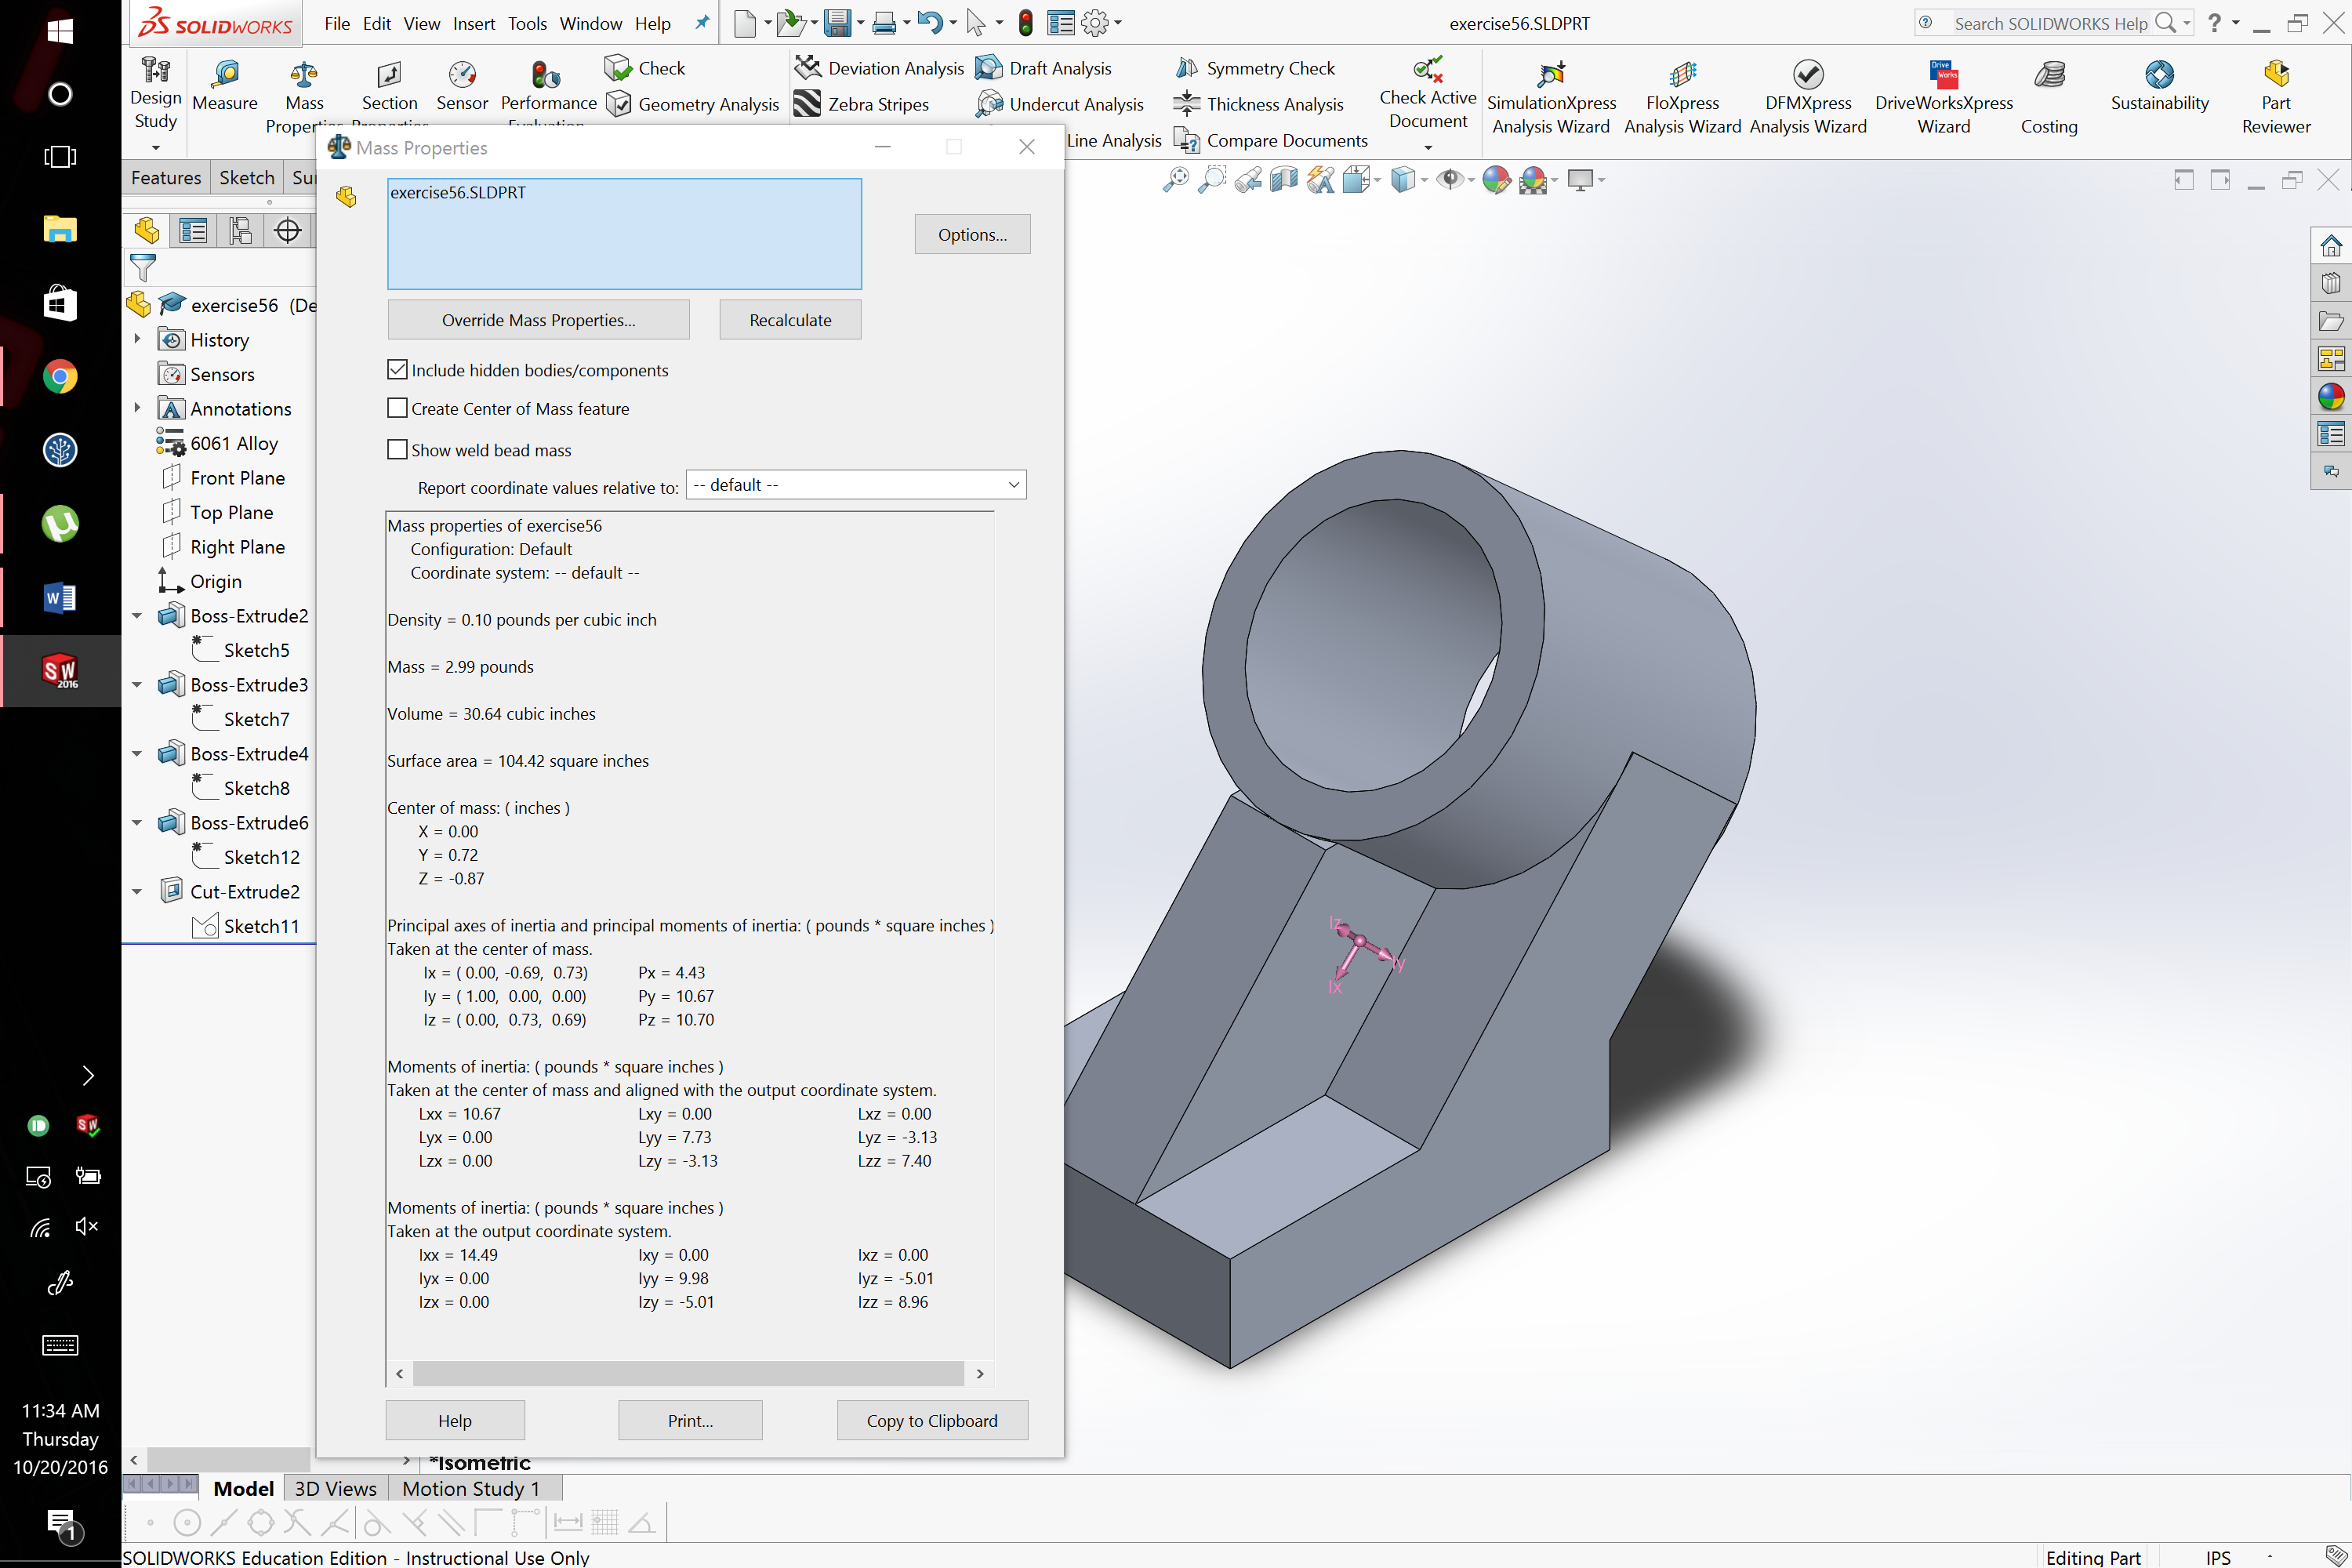 SOLIDWORKS
File Edit View Insert Tools Window Help
exercise56.SLDPRT
Search SOLIDWORKS Help
?
Design Study
Measure
Mass Properties
Section Properties
Sensor
Performance Evaluation
Check
Geometry Analysis
Deviation Analysis
Zebra Stripes
Draft Analysis
Undercut Analysis
Line Analysis
Symmetry Check
Thickness Analysis
Compare Documents
Check Active Document
SimulationXpress Analysis Wizard
FloXpress Analysis Wizard
DFMXpress Analysis Wizard
DriveWorksXpress Wizard
Costing
Sustainability
Part Reviewer
Features Sketch Sur
exercise56 (De
History
Sensors
Annotations
6061 Alloy
Front Plane
Top Plane
Right Plane
Origin
Boss-Extrude2
Sketch5
Boss-Extrude3
Sketch7
Boss-Extrude4
Sketch8
Boss-Extrude6
Sketch12
Cut-Extrude2
Sketch11
Mass Properties
exercise56.SLDPRT
Options...
Override Mass Properties... Recalculate
Include hidden bodies/components
Create Center of Mass feature
Show weld bead mass
Report coordinate values relative to: -- default --
Mass properties of exercise56
Configuration: Default
Coordinate system: -- default --
Density = 0.10 pounds per cubic inch
Mass = 2.99 pounds
Volume = 30.64 cubic inches
Surface area = 104.42 square inches
Center of mass: ( inches )
X = 0.00
Y = 0.72
Z = -0.87
Principal axes of inertia and principal moments of inertia: ( pounds * square inches )
Taken at the center of mass.
Ix = ( 0.00, -0.69, 0.73) Px = 4.43
Iy = ( 1.00, 0.00, 0.00) Py = 10.67
Iz = ( 0.00, 0.73, 0.69) Pz = 10.70
Moments of inertia: ( pounds * square inches )
Taken at the center of mass and aligned with the output coordinate system.
Lxx = 10.67 Lxy = 0.00 Lxz = 0.00
Lyx = 0.00 Lyy = 7.73 Lyz = -3.13
Lzx = 0.00 Lzy = -3.13 Lzz = 7.40
Moments of inertia: ( pounds * square inches )
Taken at the output coordinate system.
Ixx = 14.49 Ixy = 0.00 Ixz = 0.00
Iyx = 0.00 Iyy = 9.98 Iyz = -5.01
Izx = 0.00 Izy = -5.01 Izz = 8.96
Help Print... Copy to Clipboard
Iz
Iy
Ix
*Isometric
Model 3D Views Motion Study 1
SOLIDWORKS Education Edition - Instructional Use Only
Editing Part IPS
SW 2016
11:34 AM
Thursday
10/20/2016
1